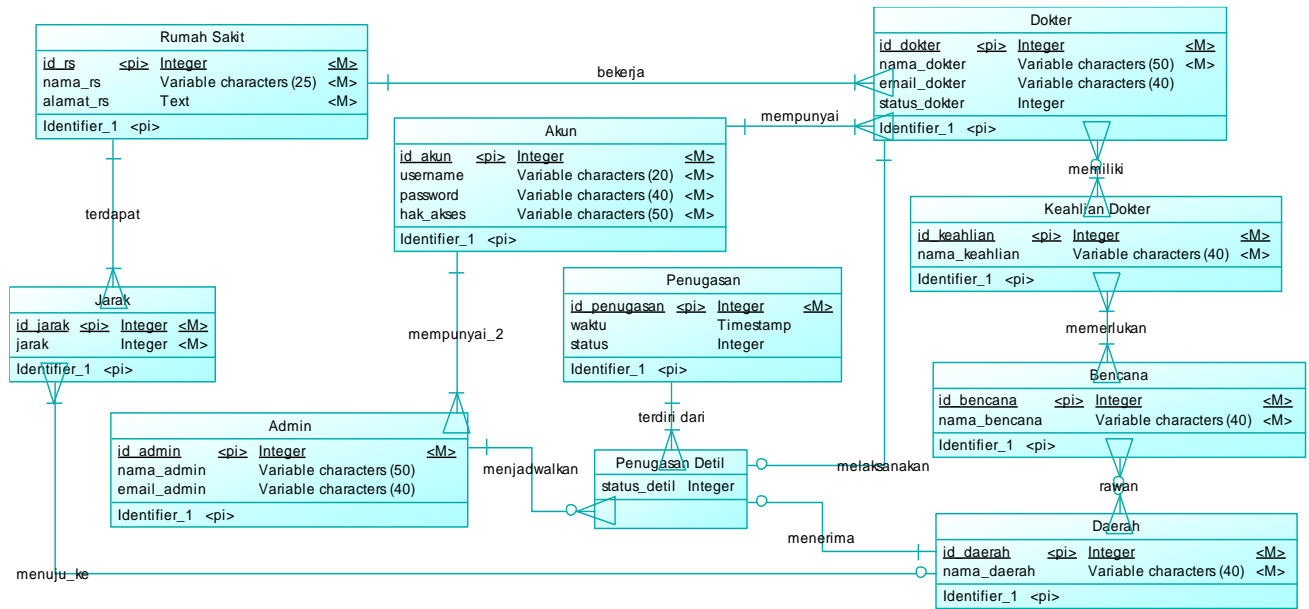 Rumah Sakit
id_rs <pi> Integer <M>
nama_rs Variable characters (25) <M>
alamat_rs Text <M>
Identifier_1 <pi>
bekerja
Dokter
id_dokter <pi> Integer <M>
nama_dokter Variable characters (50) <M>
email_dokter Variable characters (40)
status_dokter Integer
Identifier_1 <pi>
Akun
id_akun <pi> Integer <M>
username Variable characters (20) <M>
password Variable characters (40) <M>
hak_akses Variable characters (50) <M>
Identifier_1 <pi>
mempunyai
memiliki
terdapat
Keahlian Dokter
id_keahlian <pi> Integer <M>
nama_keahlian Variable characters (40) <M>
Identifier_1 <pi>
Jarak
id_jarak <pi> Integer <M>
jarak Integer <M>
Identifier_1 <pi>
mempunyai_2
Penugasan
id_penugasan <pi> Integer <M>
waktu Timestamp
status Integer
Identifier_1 <pi>
memerlukan
Bencana
id_bencana <pi> Integer <M>
nama_bencana Variable characters (40) <M>
Identifier_1 <pi>
terdiri dari
Admin
id_admin <pi> Integer <M>
nama_admin Variable characters (50)
email_admin Variable characters (40)
Identifier_1 <pi>
menjadwalkan
Penugasan Detil
status_detil Integer
melaksanakan
rawan
menerima
Daerah
id_daerah <pi> Integer <M>
nama_daerah Variable characters (40) <M>
Identifier_1 <pi>
menuju_ke